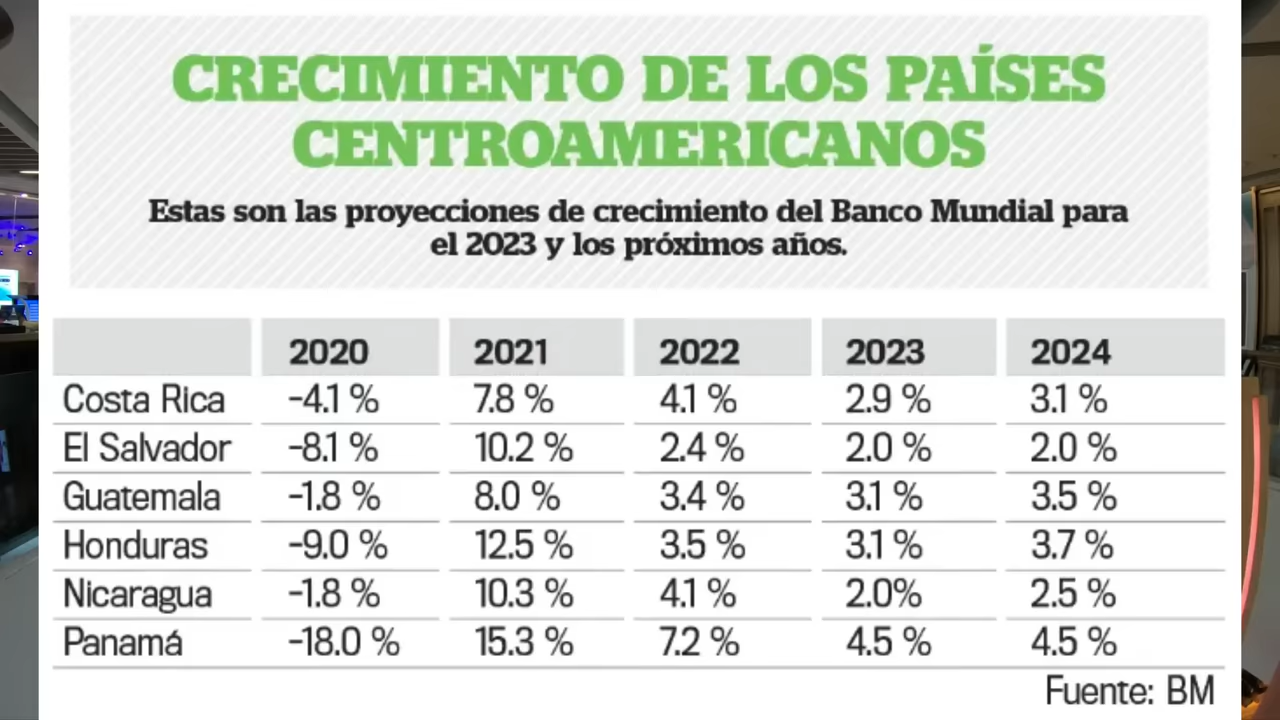 CRECIMIENTO DE LOS PAÍSES
CENTROAMERICANOS
Estas son las proyecciones de crecimiento del Banco Mundial para
el 2023 y los próximos años.
2020 2021 2022 2023 2024
Costa Rica -4.1 % 7.8 % 4.1 % 2.9 % 3.1 %
El Salvador -8.1 % 10.2 % 2.4 % 2.0 % 2.0 %
Guatemala -1.8 % 8.0 % 3.4 % 3.1 % 3.5 %
Honduras -9.0 % 12.5 % 3.5 % 3.1 % 3.7 %
Nicaragua -1.8 % 10.3 % 4.1 % 2.0% 2.5 %
Panamá -18.0 % 15.3 % 7.2 % 4.5 % 4.5 %
Fuente: BM